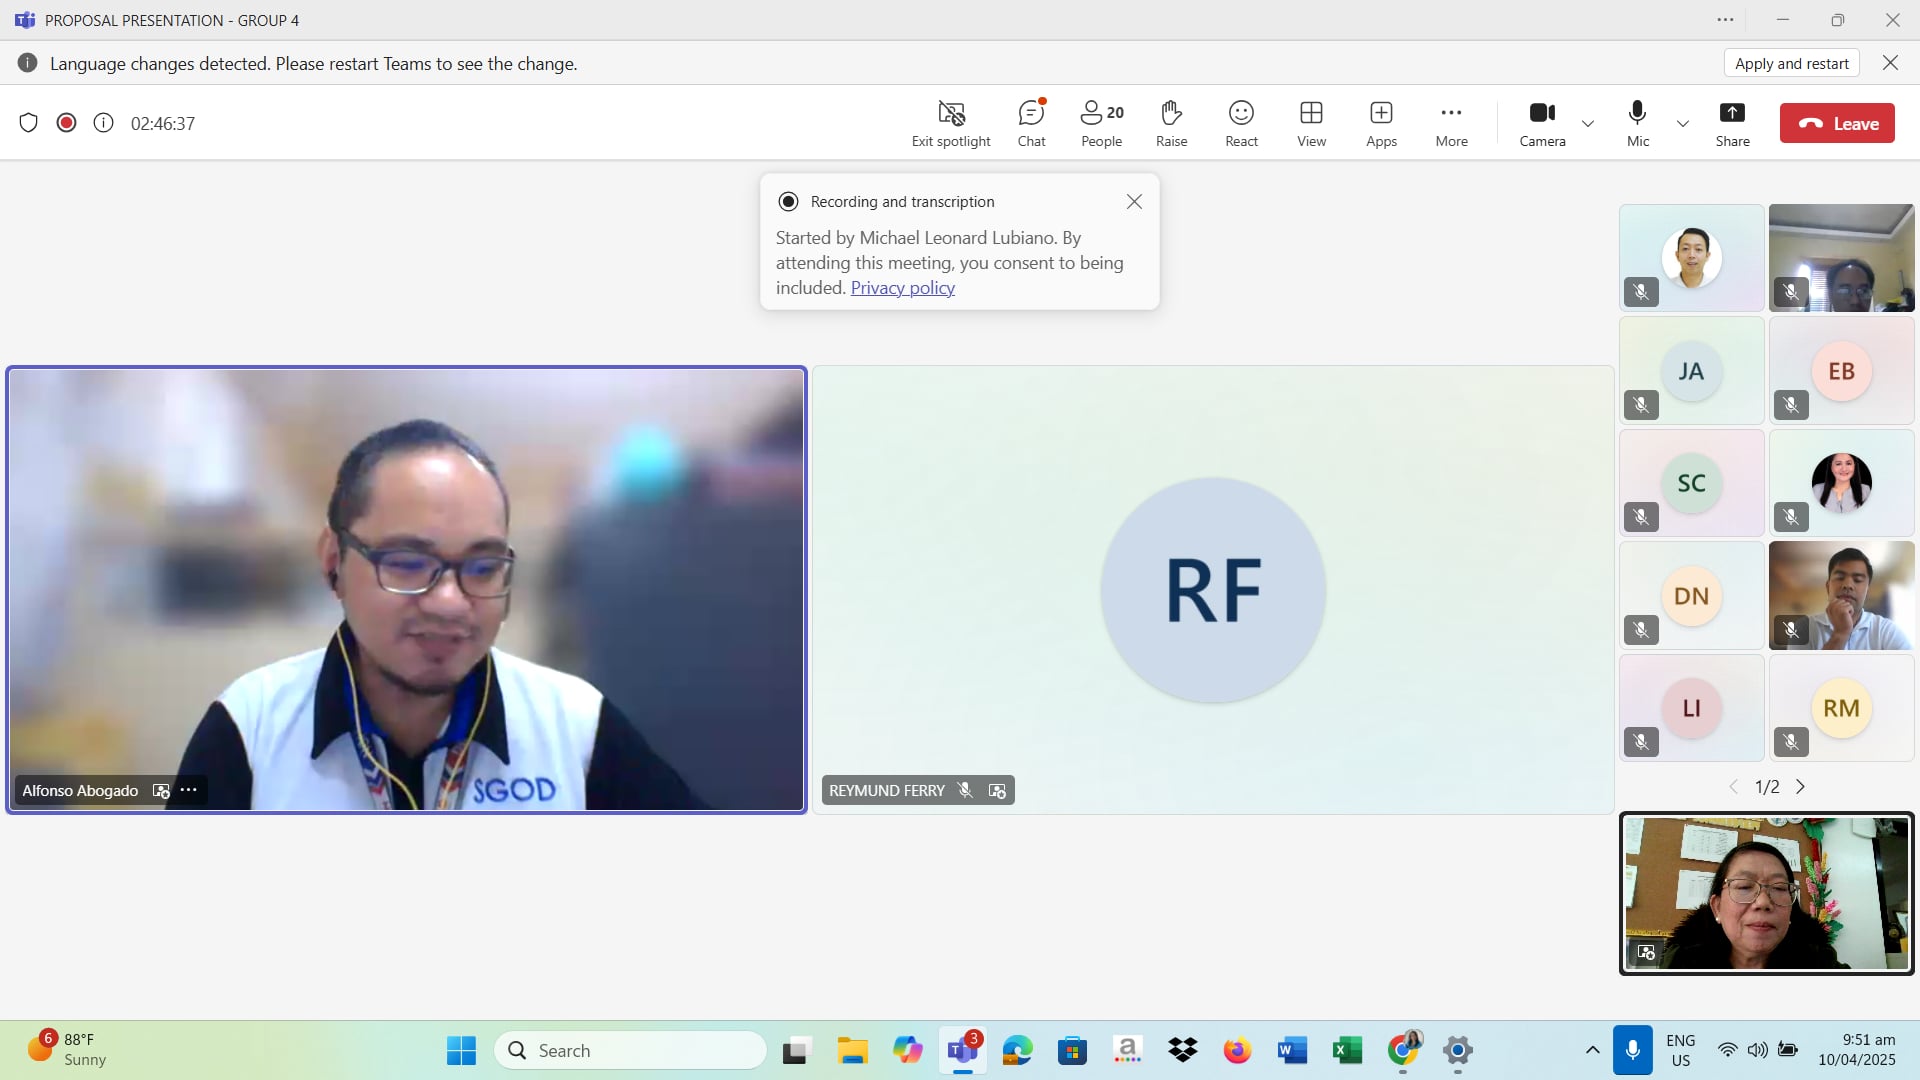 PROPOSAL PRESENTATION - GROUP 4
Language changes detected. Please restart Teams to see the change.
Apply and restart
02:46:37
Exit spotlight
Chat
20
People
Raise
React
View
Apps
More
Camera
Mic
Share
Leave
Recording and transcription
Started by Michael Leonard Lubiano. By
attending this meeting, you consent to being
included. Privacy policy
JA
EB
SC
DN
LI
RM
1/2
RF
SGOD
Alfonso Abogado
REYMUND FERRY
6
88°F
Sunny
Search
3
ENG
US
9:51 am
10/04/2025